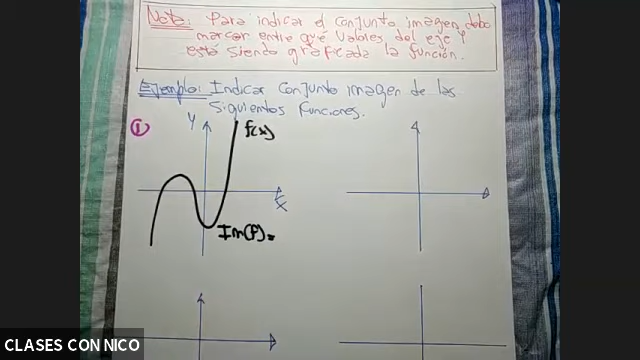 Nota: Para indicar el conjunto imagen debo
marcar entre qué valores del eje Y
está siendo graficada la función.
Ejemplo: Indicar conjunto imagen de las
siguientes funciones.
1
Y
f(x)
X
Im(f)=
CLASES CON NICO